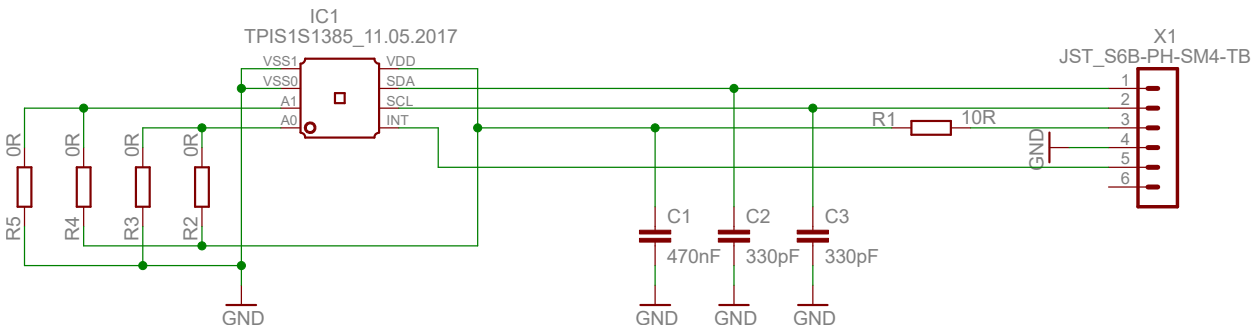 IC1
TPIS1S1385_11.05.2017
X1
JST_S6B-PH-SM4-TB
VSS1
VDD
VSS0
SDA
1
A1
SCL
2
A0
INT
R1
10R
3
GND
4
5
6
0R
0R
0R
0R
R5
R4
R3
R2
C1
470nF
C2
330pF
C3
330pF
GND
GND
GND
GND